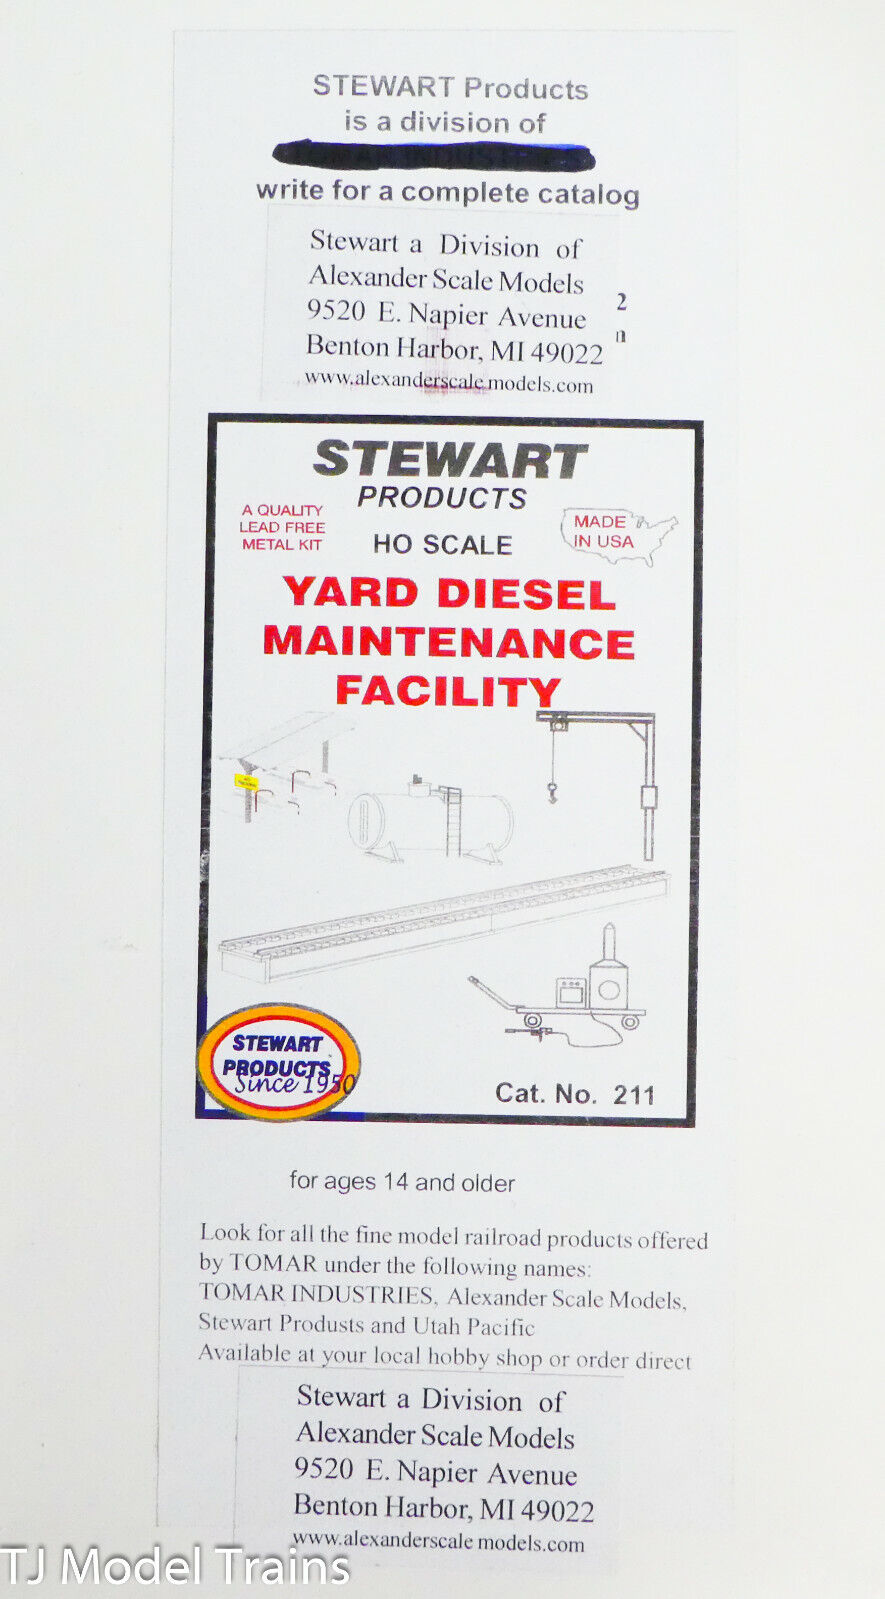 STEWART Products
is a division of
write for a complete catalog
Stewart a Division of
Alexander Scale Models
9520 E. Napier Avenue
Benton Harbor, MI 49022
www.alexanderscale models.com
2
n
STEWART
PRODUCTS
A QUALITY
LEAD FREE
METAL KIT
HO SCALE
MADE
IN USA
YARD DIESEL
MAINTENANCE
FACILITY
STEWART
PRODUCTS
Since 1950
Cat. No. 211
for ages 14 and older
Look for all the fine model railroad products offered
by TOMAR under the following names:
TOMAR INDUSTRIES, Alexander Scale Models,
Stewart Produsts and Utah Pacific
Available at your local hobby shop or order direct
Stewart a Division of
Alexander Scale Models
9520 E. Napier Avenue
Benton Harbor, MI 49022
www.alexanderscale models.com
TJ Model Trains